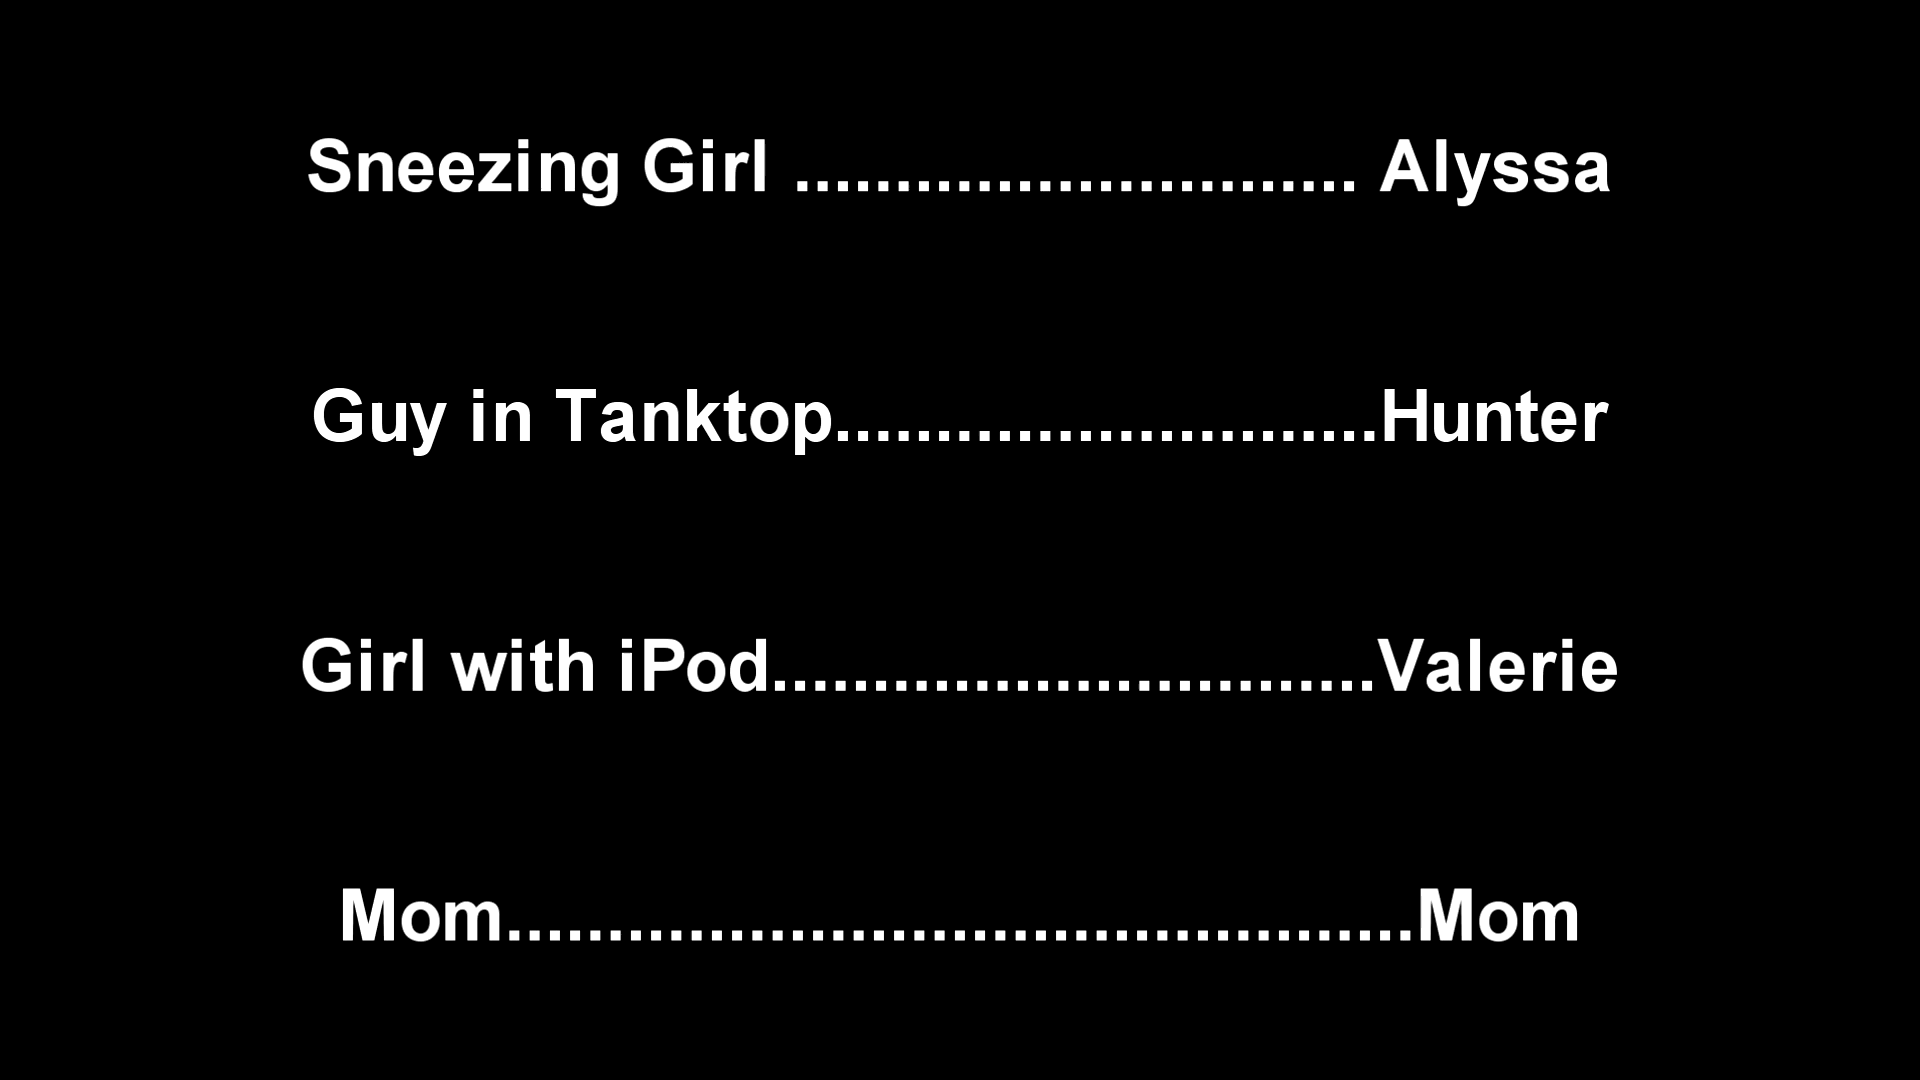 Sneezing Girl ............................ Alyssa
Guy in Tanktop...........................Hunter
Girl with iPod..............................Valerie
Mom.............................................Mom